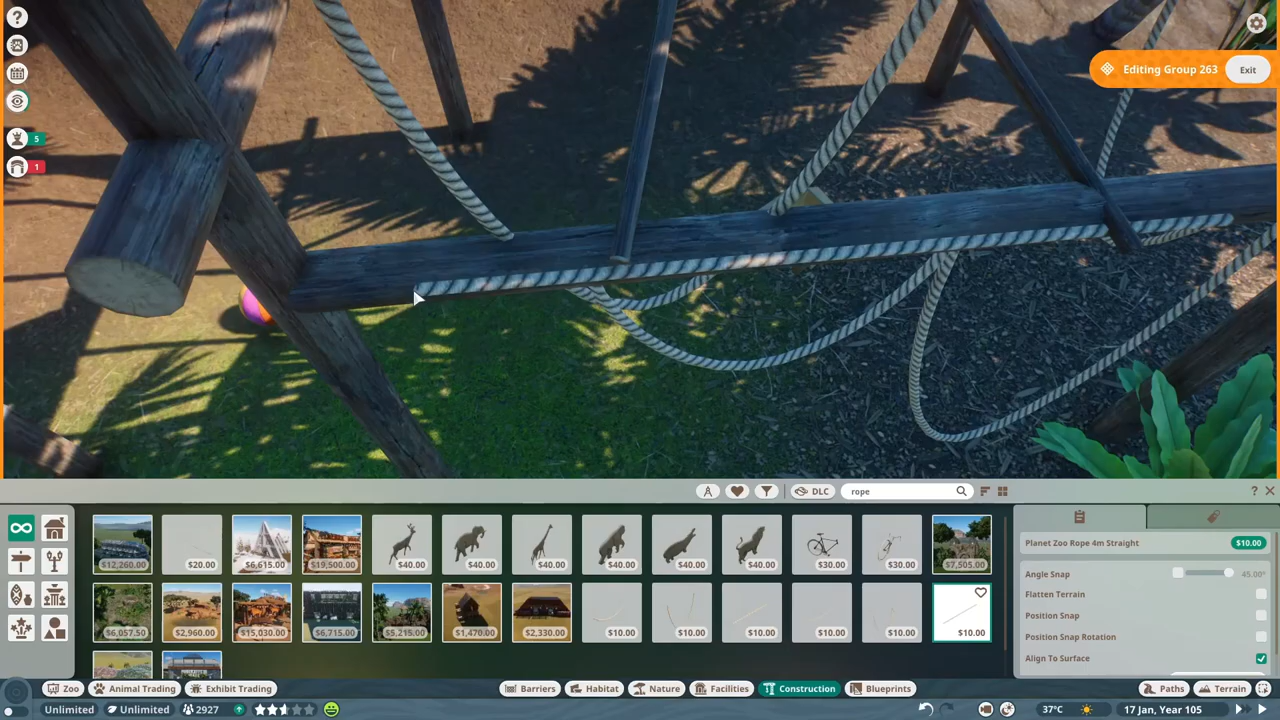 Editing Group 263
Exit
5
1
DLC
rope
$12,260.00
$20.00
$6,615.00
$19,500.00
$40.00
$40.00
$40.00
$40.00
$40.00
$40.00
$30.00
$30.00
$7,505.00
$6,057.50
$2,960.00
$15,030.00
$6,715.00
$5,215.00
$1,470.00
$2,330.00
$10.00
$10.00
$10.00
$10.00
$10.00
$10.00
Planet Zoo Rope 4m Straight
$10.00
Angle Snap
45.00°
Flatten Terrain
Position Snap
Position Snap Rotation
Align To Surface
Zoo
Animal Trading
Exhibit Trading
Barriers
Habitat
Nature
Facilities
Construction
Blueprints
Paths
Terrain
Unlimited
Unlimited
2927
37°C
17 Jan, Year 105